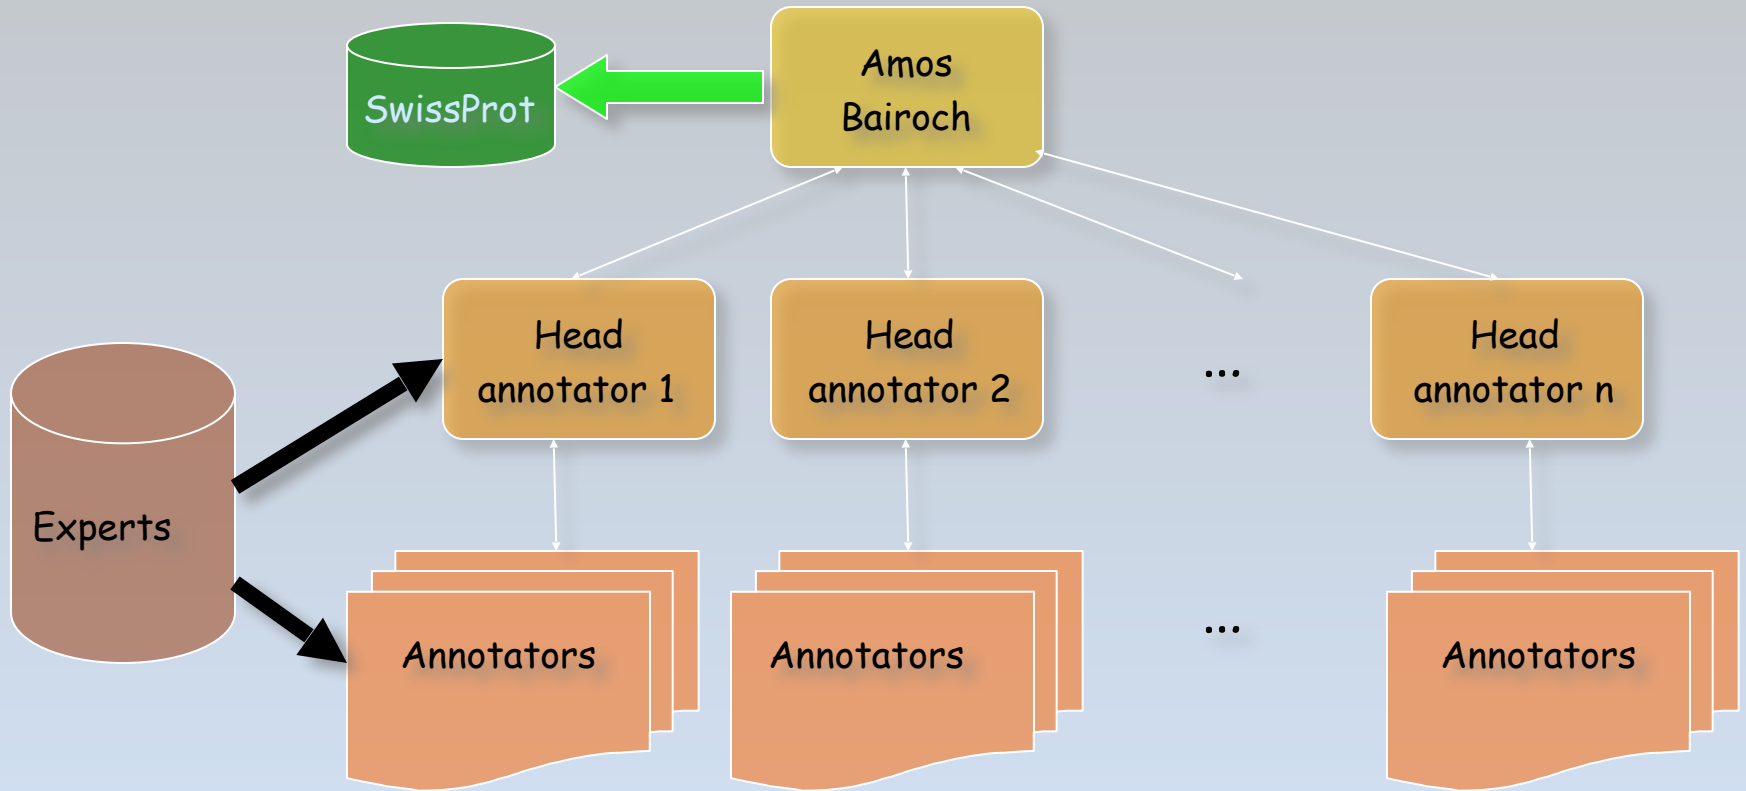 Amos
Bairoch
SwissProt
Head
annotator 1
Head
annotator 2
...
Head
annotator n
Experts
Annotators
Annotators
...
Annotators